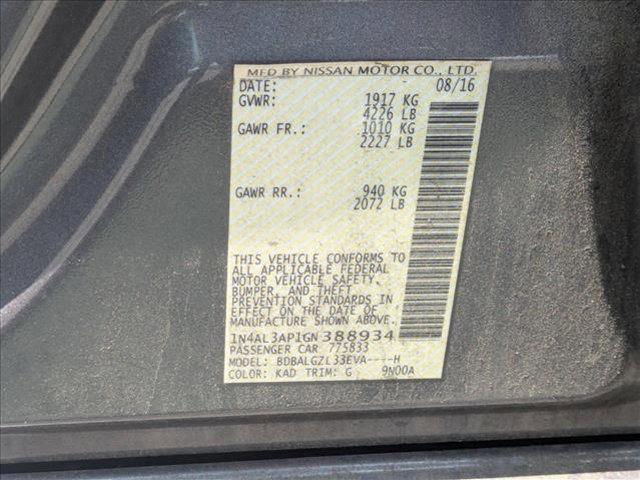 MFD BY NISSAN MOTOR CO., LTD.
DATE: 08/16
GVWR: 1917 KG
4226 LB
GAWR FR.: 1010 KG
2227 LB
GAWR RR.: 940 KG
2072 LB
THIS VEHICLE CONFORMS TO
ALL APPLICABLE FEDERAL
MOTOR VEHICLE SAFETY,
BUMPER, AND THEFT
PREVENTION STANDARDS IN
EFFECT ON THE DATE OF
MANUFACTURE SHOWN ABOVE.
1N4AL3AP1GN388934
PASSENGER CAR 775833
MODEL: BDBALGZL33EVA----H
COLOR: KAD TRIM: G 9N00A